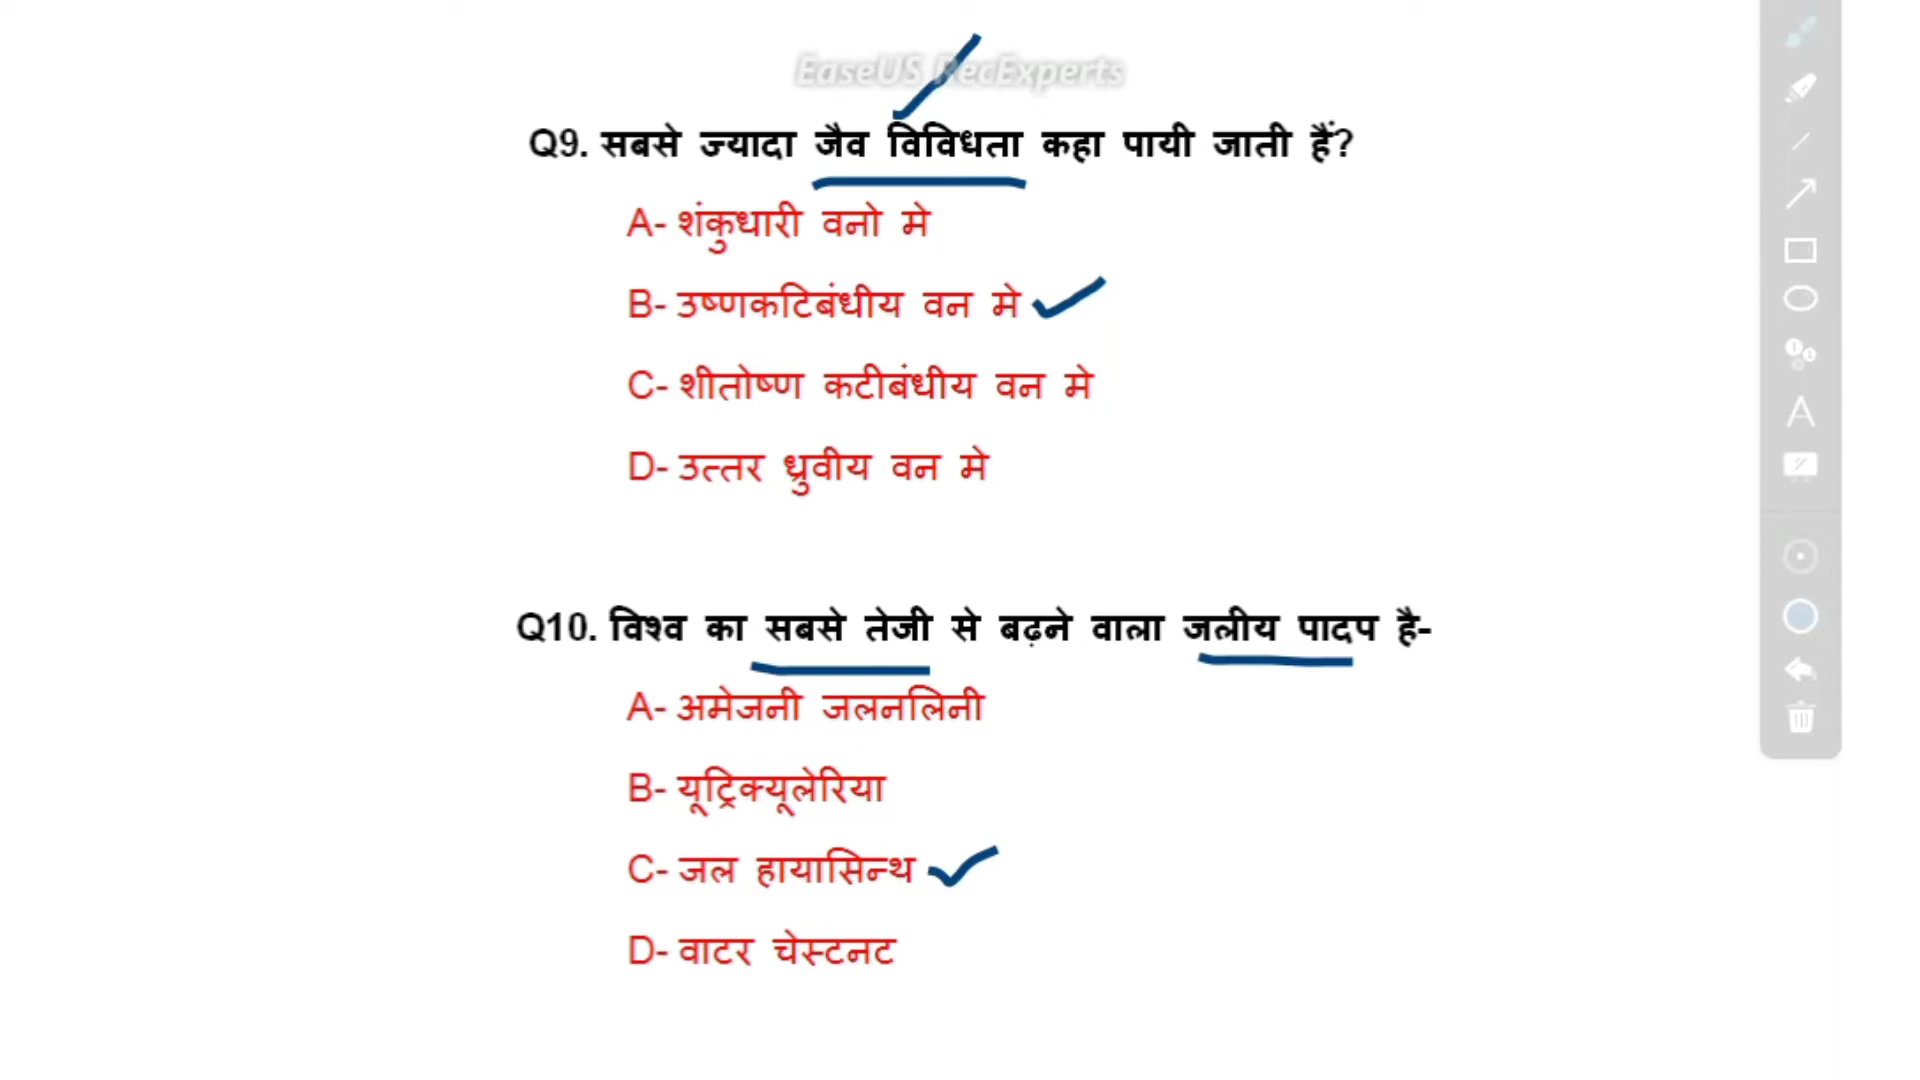 EaseUS RecExperts
Q9. सबसे ज्यादा जैव विविधता कहा पायी जाती हैं?
A- शंकुधारी वनो मे
B- उष्णकटिबंधीय वन मे
C- शीतोष्ण कटीबंधीय वन मे
D- उत्तर ध्रुवीय वन मे
Q10. विश्व का सबसे तेजी से बढ़ने वाला जलीय पादप है-
A- अमेजनी जलनलिनी
B- यूट्रिक्यूलेरिया
C- जल हायासिन्थ
D- वाटर चेस्टनट